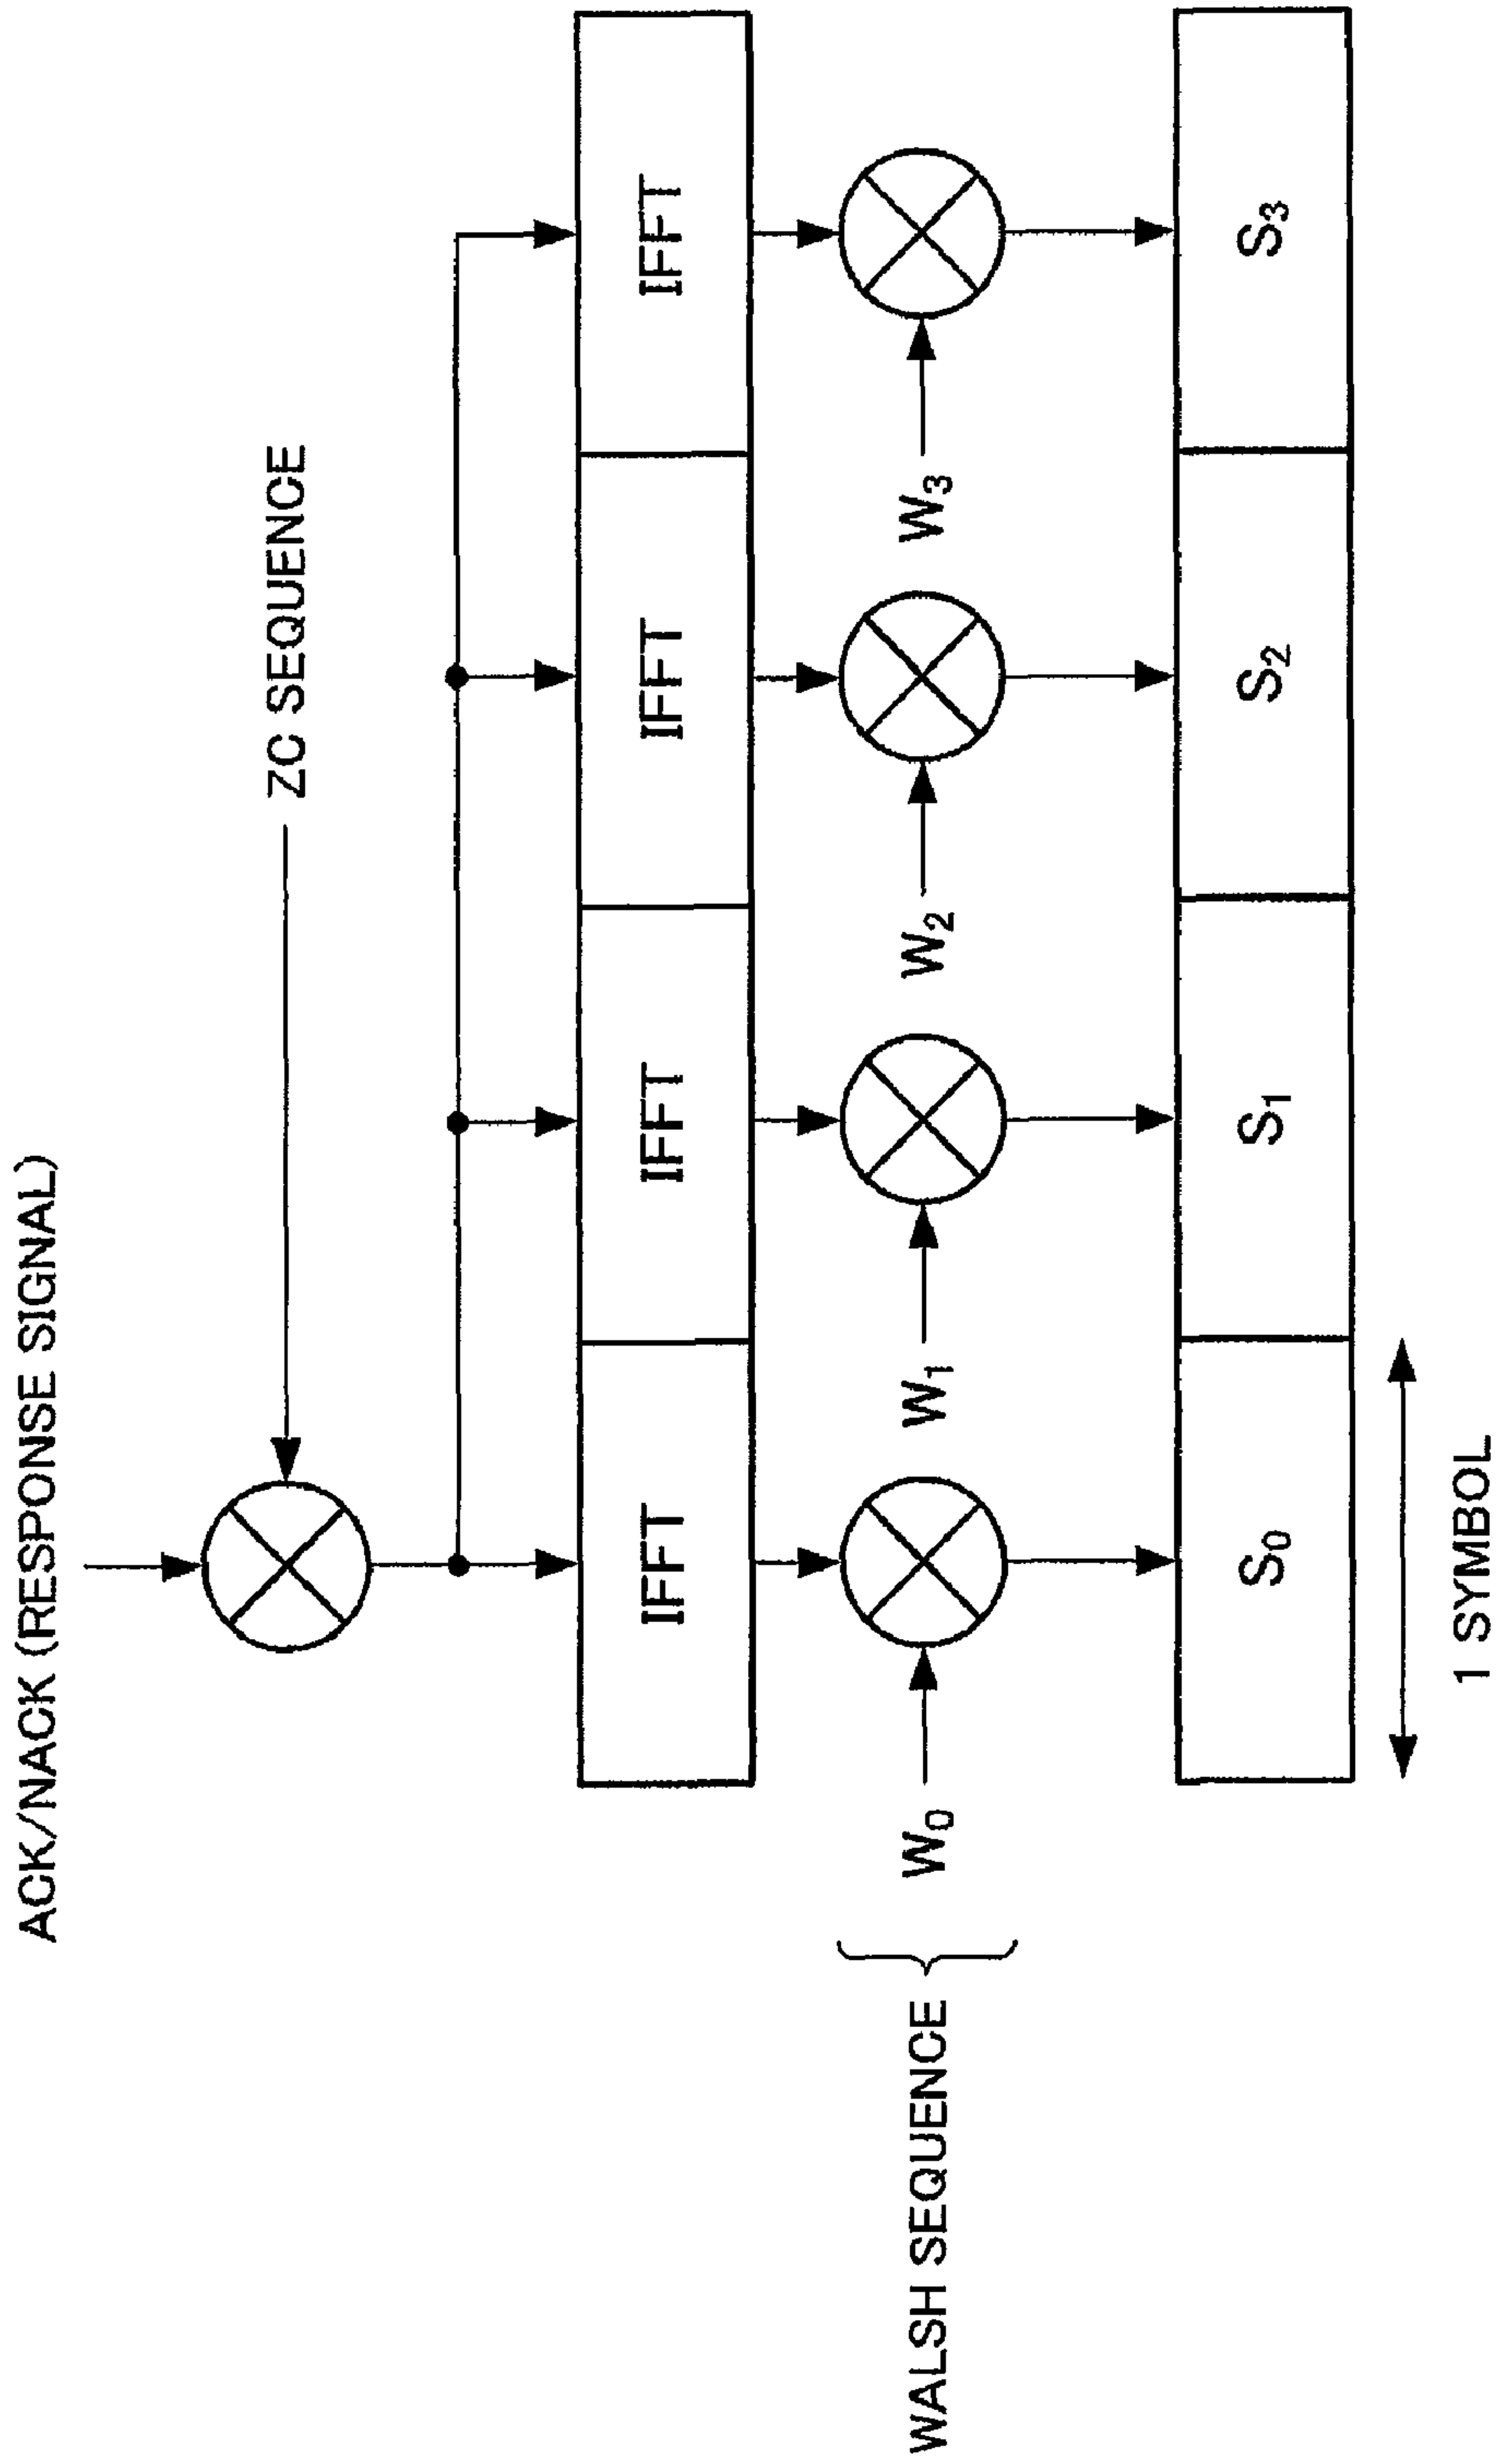 ACK/NACK (RESPONSE SIGNAL)
ZC SEQUENCE
IFFT IFFT IFFT IFFT
WALSH SEQUENCE W0 W1 W2 W3
S0 S1 S2 S3
1 SYMBOL